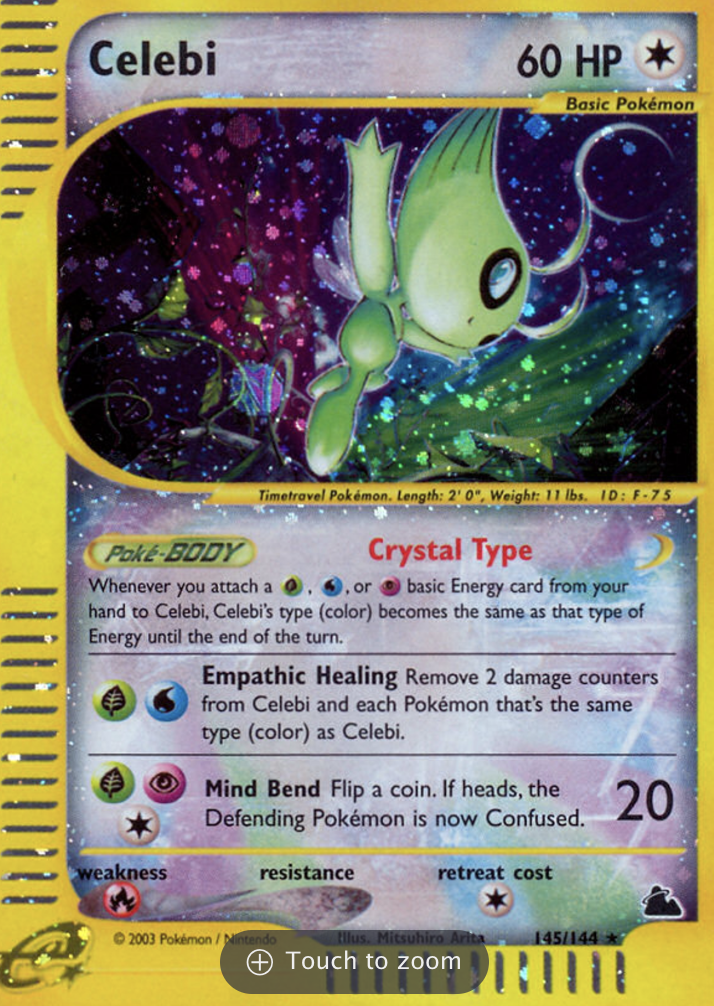 Celebi
60 HP
Basic Pokémon
Timetravel Pokémon. Length: 2' 0", Weight: 11 lbs. ID: F-75
Poké-BODY
Crystal Type
Whenever you attach a , , or basic Energy card from your
hand to Celebi, Celebi's type (color) becomes the same as that type of
Energy until the end of the turn.
Empathic Healing Remove 2 damage counters
from Celebi and each Pokémon that's the same
type (color) as Celebi.
Mind Bend Flip a coin. If heads, the
Defending Pokémon is now Confused.
20
weakness
resistance
retreat cost
© 2003 Pokémon / Nintendo
Illus. Mitsuhiro Arita
145/144 ★
e
Touch to zoom